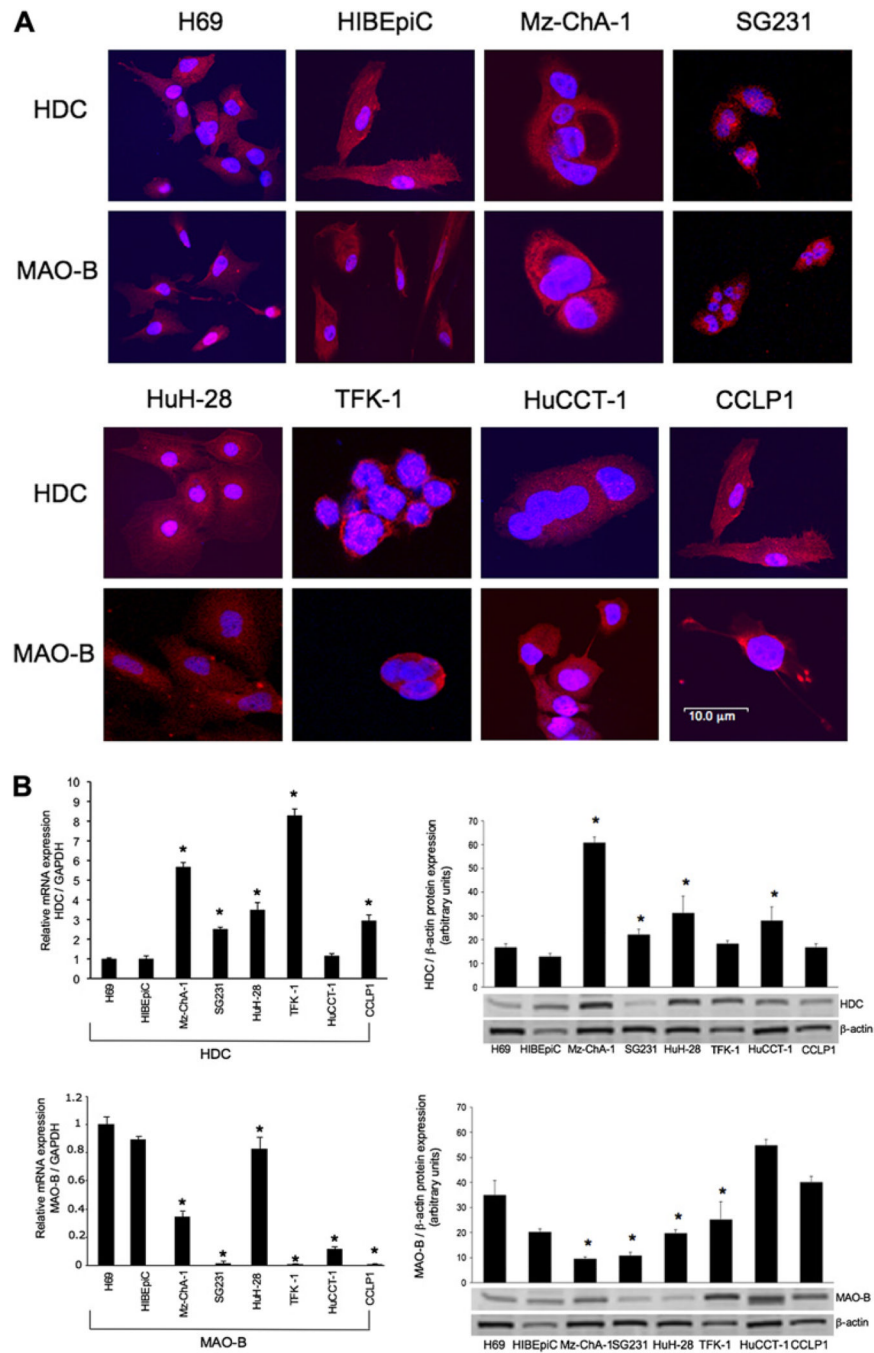 A
H69 HIBEpiC Mz-ChA-1 SG231
HDC
MAO-B
HuH-28 TFK-1 HuCCT-1 CCLP1
HDC
MAO-B
10.0 μm
B
Relative mRNA expression
HDC / GAPDH
10
9
8
7
6
5
4
3
2
1
0
* * * * *
H69 HIBEpiC Mz-ChA-1 SG231 HuH-28 TFK -1 HuCCT-1 CCLP1
HDC
HDC / β-actin protein expression
(arbitrary units)
70
60
50
40
30
20
10
0
* * * *
HDC
β-actin
H69 HIBEpiC Mz-ChA-1 SG231 HuH-28 TFK-1 HuCCT-1 CCLP1
Relative mRNA expression
MAO-B / GAPDH
1.2
1
0.8
0.6
0.4
0.2
0
* * * * * *
H69 HIBEpiC Mz-ChA-1 SG231 HuH-28 TFK -1 HuCCT-1 CCLP1
MAO-B
MAO-B / β-actin protein expression
(arbitrary units)
70
60
50
40
30
20
10
0
* * * *
MAO-B
β-actin
H69 HIBEpiC Mz-ChA-1SG231 HuH-28 TFK-1 HuCCT-1 CCLP1